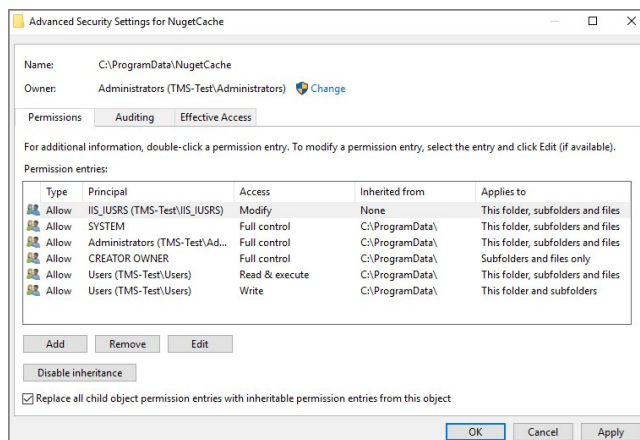 Advanced Security Settings for NugetCache
Name: C:\ProgramData\NugetCache
Owner: Administrators (TMS-Test\Administrators) Change
Permissions Auditing Effective Access
For additional information, double-click a permission entry. To modify a permission entry, select the entry and click Edit (if available).
Permission entries:
Type Principal Access Inherited from Applies to
Allow IIS_IUSRS (TMS-Test\IIS_IUSRS) Modify None This folder, subfolders and files
Allow SYSTEM Full control C:\ProgramData\ This folder, subfolders and files
Allow Administrators (TMS-Test\Ad... Full control C:\ProgramData\ This folder, subfolders and files
Allow CREATOR OWNER Full control C:\ProgramData\ Subfolders and files only
Allow Users (TMS-Test\Users) Read & execute C:\ProgramData\ This folder, subfolders and files
Allow Users (TMS-Test\Users) Write C:\ProgramData\ This folder and subfolders
Add Remove Edit
Disable inheritance
Replace all child object permission entries with inheritable permission entries from this object
OK Cancel Apply